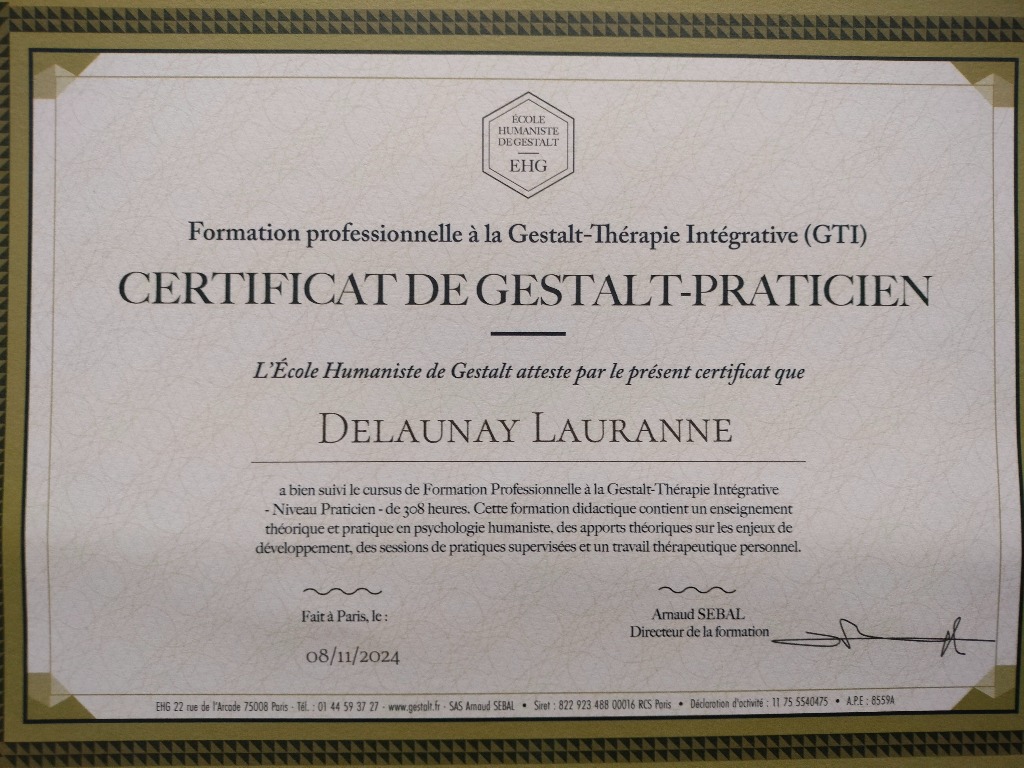 ÉCOLE
HUMANISTE
DE GESTALT
EHG
Formation professionnelle à la Gestalt-Thérapie Intégrative (GTI)
CERTIFICAT DE GESTALT-PRATICIEN
L'École Humaniste de Gestalt atteste par le présent certificat que
DELAUNAY LAURANNE
a bien suivi le cursus de Formation Professionnelle à la Gestalt-Thérapie Intégrative
- Niveau Praticien - de 308 heures. Cette formation didactique contient un enseignement
théorique et pratique en psychologie humaniste, des apports théoriques sur les enjeux de
développement, des sessions de pratiques supervisées et un travail thérapeutique personnel.
Fait à Paris, le :
08/11/2024
Arnaud SEBAL
Directeur de la formation
EHG 22 rue de l'Arcade 75008 Paris - Tél. : 01 44 59 37 27 - www.gestalt.fr - SAS Arnaud SEBAL • Siret : 822 923 488 00016 RCS Paris • Déclaration d'activité : 11 75 5540475 • A.P.E : 8559A